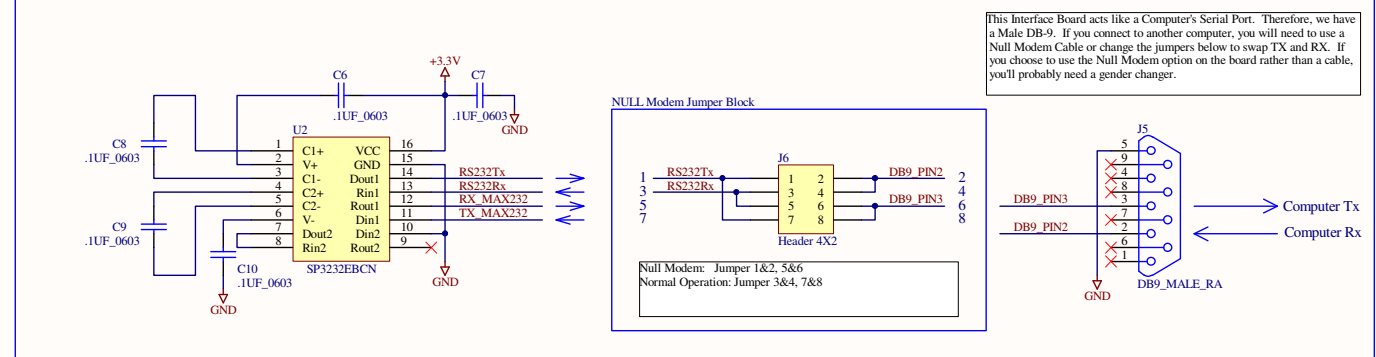 This Interface Board acts like a Computer's Serial Port. Therefore, we have
a Male DB-9. If you connect to another computer, you will need to use a
Null Modem Cable or change the jumpers below to swap TX and RX. If
you choose to use the Null Modem option on the board rather than a cable,
you'll probably need a gender changer.
+3.3V
C6
.1UF_0603
C7
.1UF_0603
GND
C8
.1UF_0603
C9
.1UF_0603
C10
.1UF_0603
GND
U2
1 C1+ VCC 16
2 V+ GND 15
3 C1- Dout1 14 RS232Tx
4 C2+ Rin1 13 RS232Rx
5 C2- Rout1 12 RX_MAX232
6 V- Din1 11 TX_MAX232
7 Dout2 Din2 10
8 Rin2 Rout2 9
SP3232EBCN
GND
NULL Modem Jumper Block
J6
1 RS232Tx 1 2 DB9_PIN2 2
3 RS232Rx 3 4 4
5 5 6 DB9_PIN3 6
7 7 8 8
Header 4X2
Null Modem: Jumper 1&2, 5&6
Normal Operation: Jumper 3&4, 7&8
J5
5
9
4
8
DB9_PIN3 3 Computer Tx
7
DB9_PIN2 2 Computer Rx
6
1
GND
DB9_MALE_RA